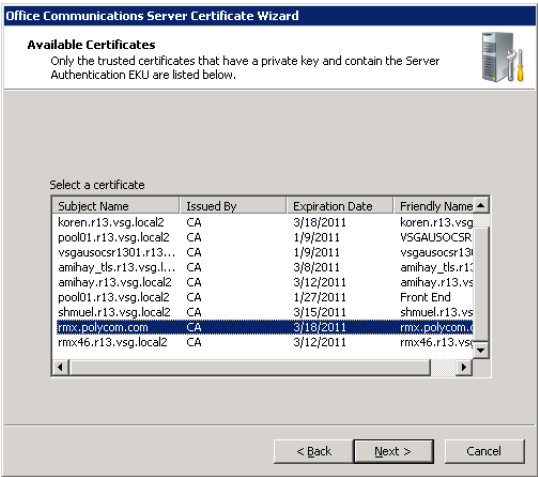 Office Communications Server Certificate Wizard
Available Certificates
Only the trusted certificates that have a private key and contain the Server
Authentication EKU are listed below.
Select a certificate
Subject Name Issued By Expiration Date Friendly Name
koren.r13.vsg.local2 CA 3/18/2011 koren.r13.vsg
pool01.r13.vsg.local2 CA 1/9/2011 VSGAUSOCSR
vsgausocsr1301.r13... CA 1/9/2011 vsgausocsr13
amihay_tls.r13.vsg.l... CA 3/8/2011 amihay_tls.r1
amihay.r13.vsg.local2 CA 3/12/2011 amihay.r13.vs
pool01.r13.vsg.local2 CA 1/27/2011 Front End
shmuel.r13.vsg.local2 CA 3/15/2011 shmuel.r13.vs
rmx.polycom.com CA 3/18/2011 rmx.polycom.c
rmx46.r13.vsg.local2 CA 3/12/2011 rmx46.r13.vsg
< Back Next > Cancel